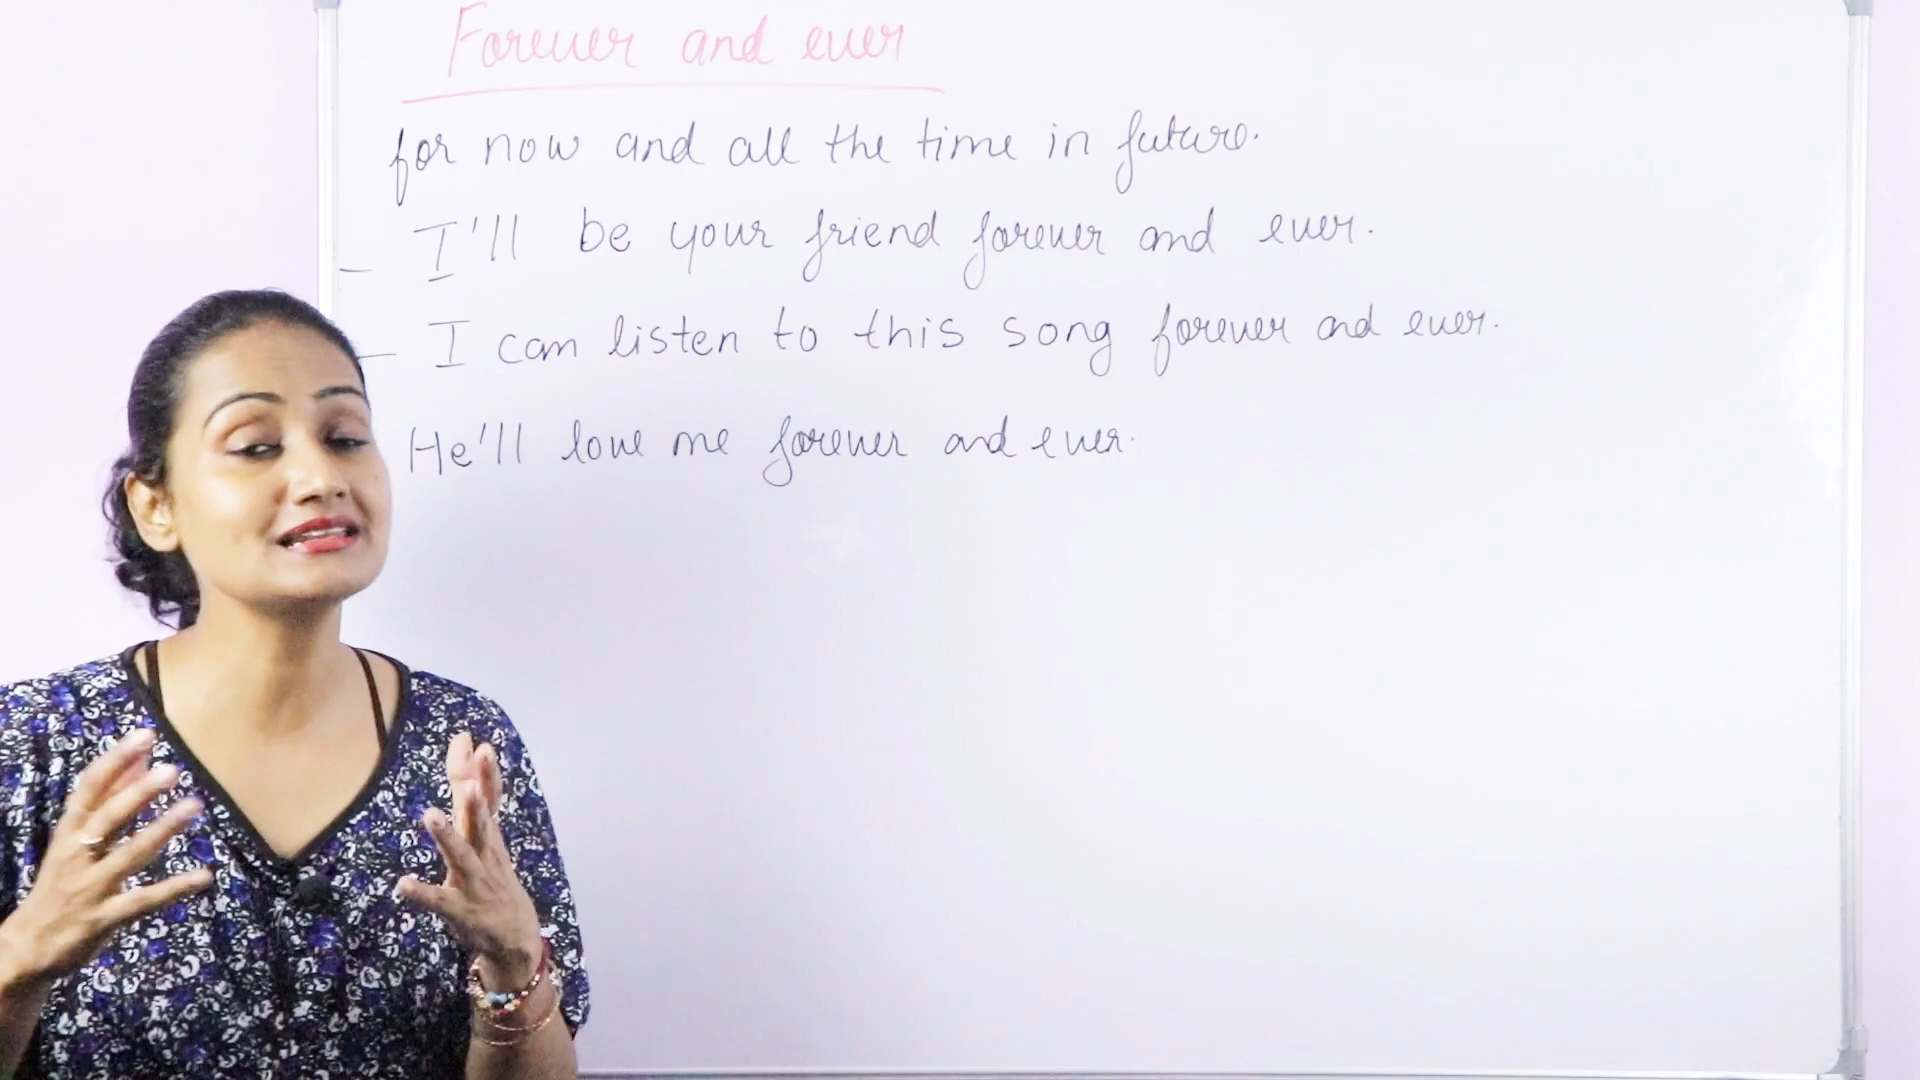 Forever and ever
for now and all the time in future.
- I'll be your friend forever and ever.
- I can listen to this song forever and ever.
He'll love me forever and ever.